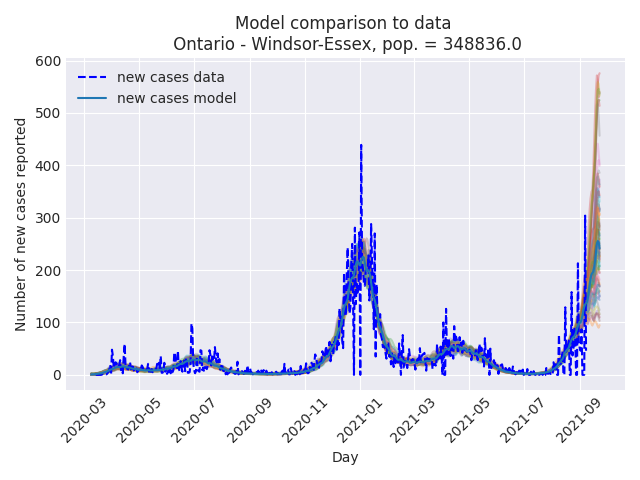 Model comparison to data
Ontario - Windsor-Essex, pop. = 348836.0
new cases data
new cases model
Number of new cases reported
600
500
400
300
200
100
0
2020-03
2020-05
2020-07
2020-09
2020-11
2021-01
2021-03
2021-05
2021-07
2021-09
Day